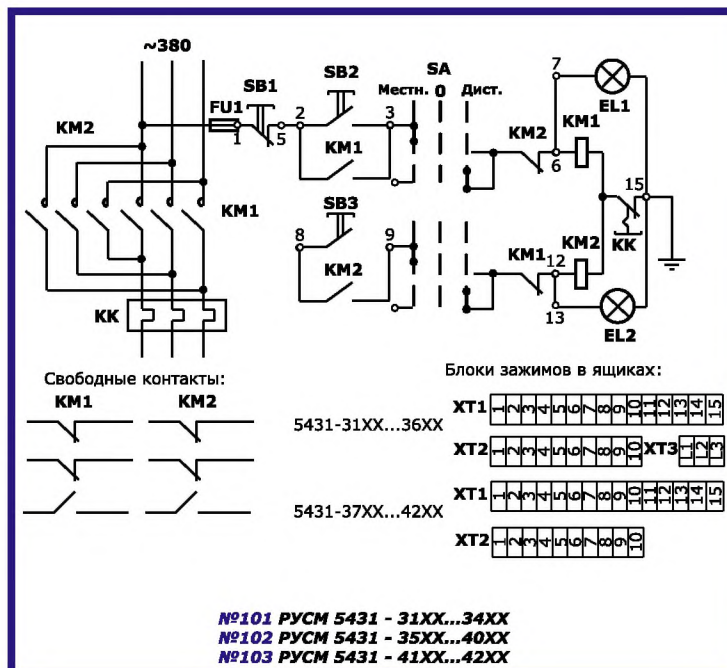 ~380
SB1
SB2
SA
Местн. 0 Дист.
7
EL1
FU1
1
5
2
3
KM1
KM2
KM1
6
KM2
KM1
15
SB3
8
9
KM2
KM1
12
KM2
KK
13
EL2
KK
Свободные контакты:
KM1
KM2
Блоки зажимов в ящиках:
5431-31XX...36XX
XT1 1 2 3 4 5 6 7 8 9 10 11 12 13 14 15
XT2 1 2 3 4 5 6 7 8 9 10 XT3 L1 L2 L3
5431-37XX...42XX
XT1 1 2 3 4 5 6 7 8 9 10 11 12 13 14 15
XT2 1 2 3 4 5 6 7 8 9 10
№101 РУСМ 5431 - 31XX...34XX
№102 РУСМ 5431 - 35XX...40XX
№103 РУСМ 5431 - 41XX...42XX